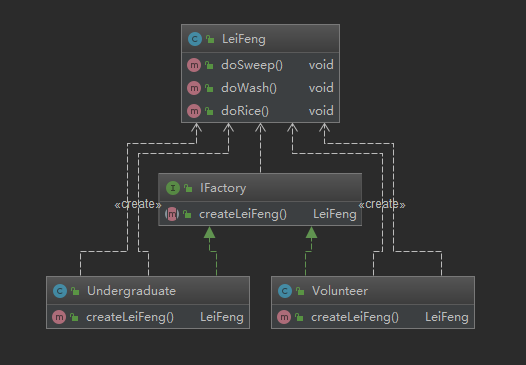 LeiFeng
doSweep() void
doWash() void
doRice() void
IFactory
«create» createLeiFeng() LeiFeng «create»
Undergraduate
createLeiFeng() LeiFeng
Volunteer
createLeiFeng() LeiFeng